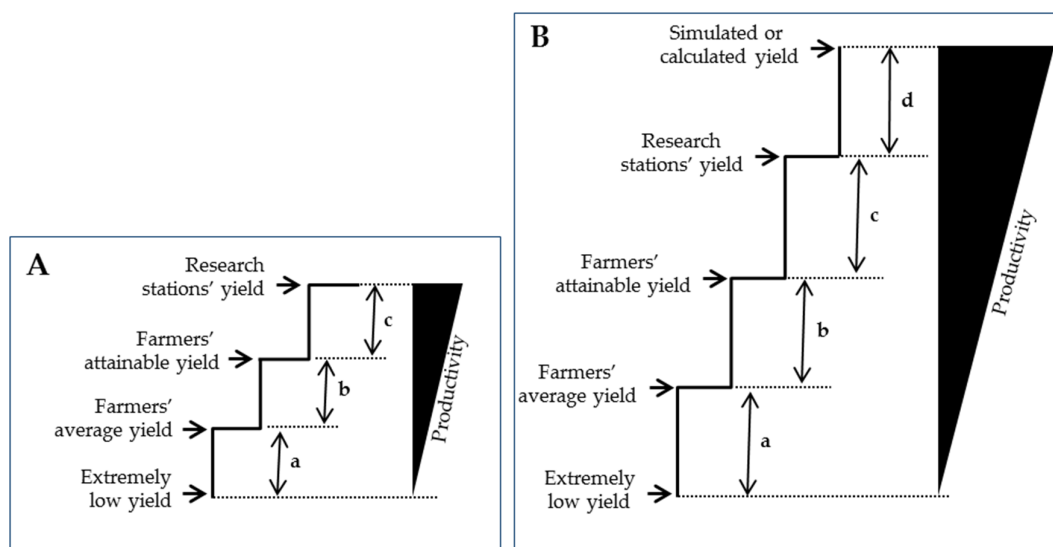 A
Research
stations’ yield
c
Farmers’
attainable yield
b
Farmers’
average yield
a
Extremely
low yield
Productivity
B
Simulated or
calculated yield
d
Research
stations’ yield
c
Farmers’
attainable yield
b
Farmers’
average yield
a
Extremely
low yield
Productivity